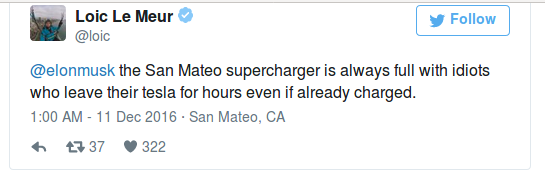 Loic Le Meur
Follow
@loic
@elonmusk the San Mateo supercharger is always full with idiots
who leave their tesla for hours even if already charged.
1:00 AM - 11 Dec 2016 · San Mateo, CA
37 322